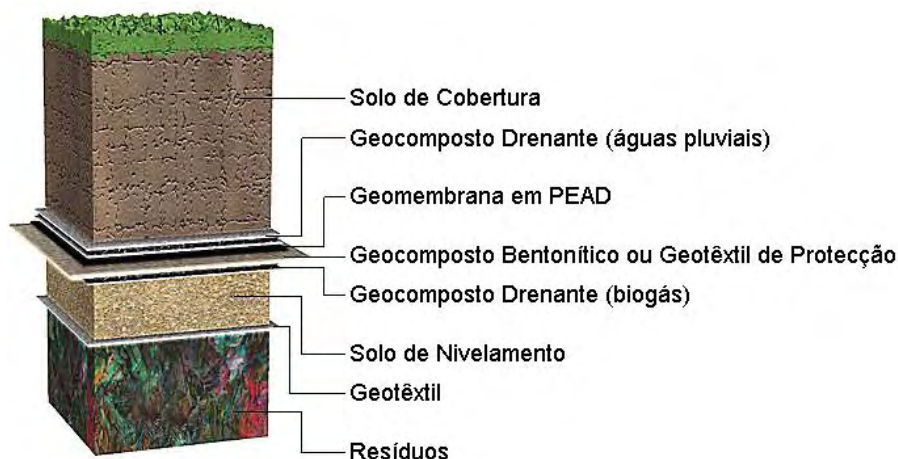 Solo de Cobertura
Geocomposto Drenante (águas pluviais)
Geomembrana em PEAD
Geocomposto Bentonítico ou Geotêxtil de Protecção
Geocomposto Drenante (biogás)
Solo de Nivelamento
Geotêxtil
Resíduos